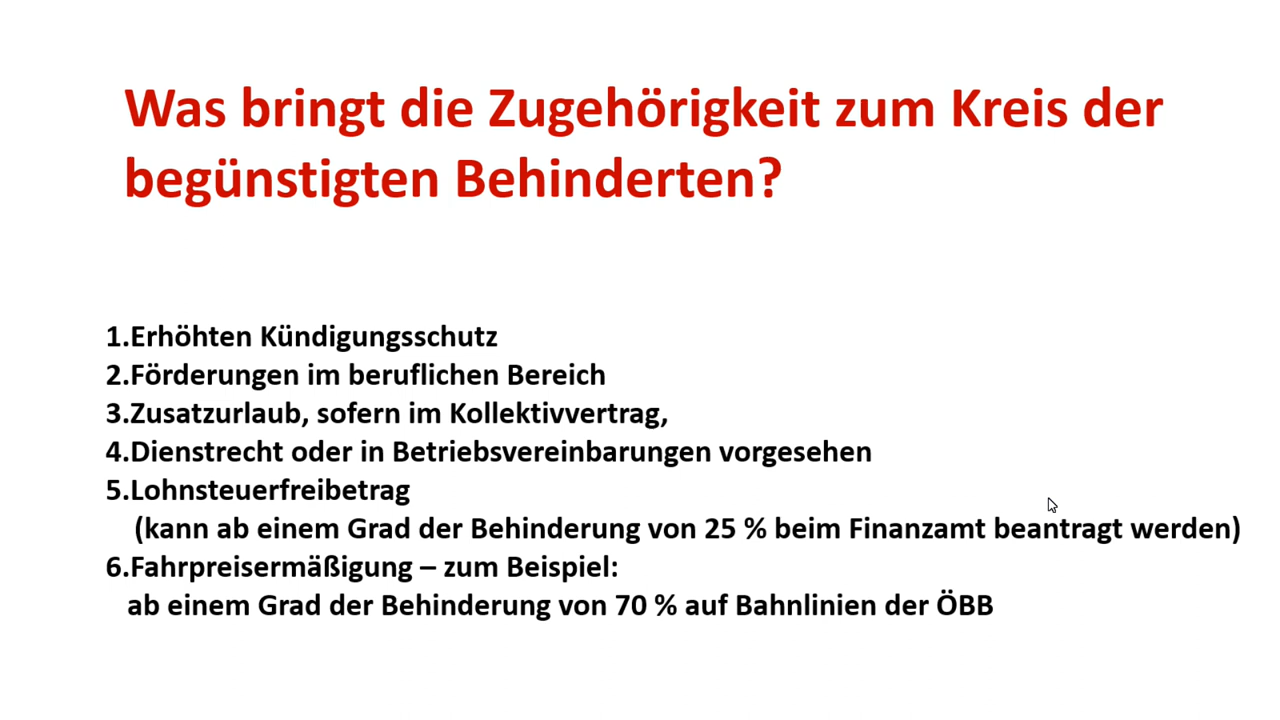 Was bringt die Zugehörigkeit zum Kreis der
begünstigten Behinderten?
1.Erhöhten Kündigungsschutz
2.Förderungen im beruflichen Bereich
3.Zusatzurlaub, sofern im Kollektivvertrag,
4.Dienstrecht oder in Betriebsvereinbarungen vorgesehen
5.Lohnsteuerfreibetrag
(kann ab einem Grad der Behinderung von 25 % beim Finanzamt beantragt werden)
6.Fahrpreisermäßigung – zum Beispiel:
ab einem Grad der Behinderung von 70 % auf Bahnlinien der ÖBB